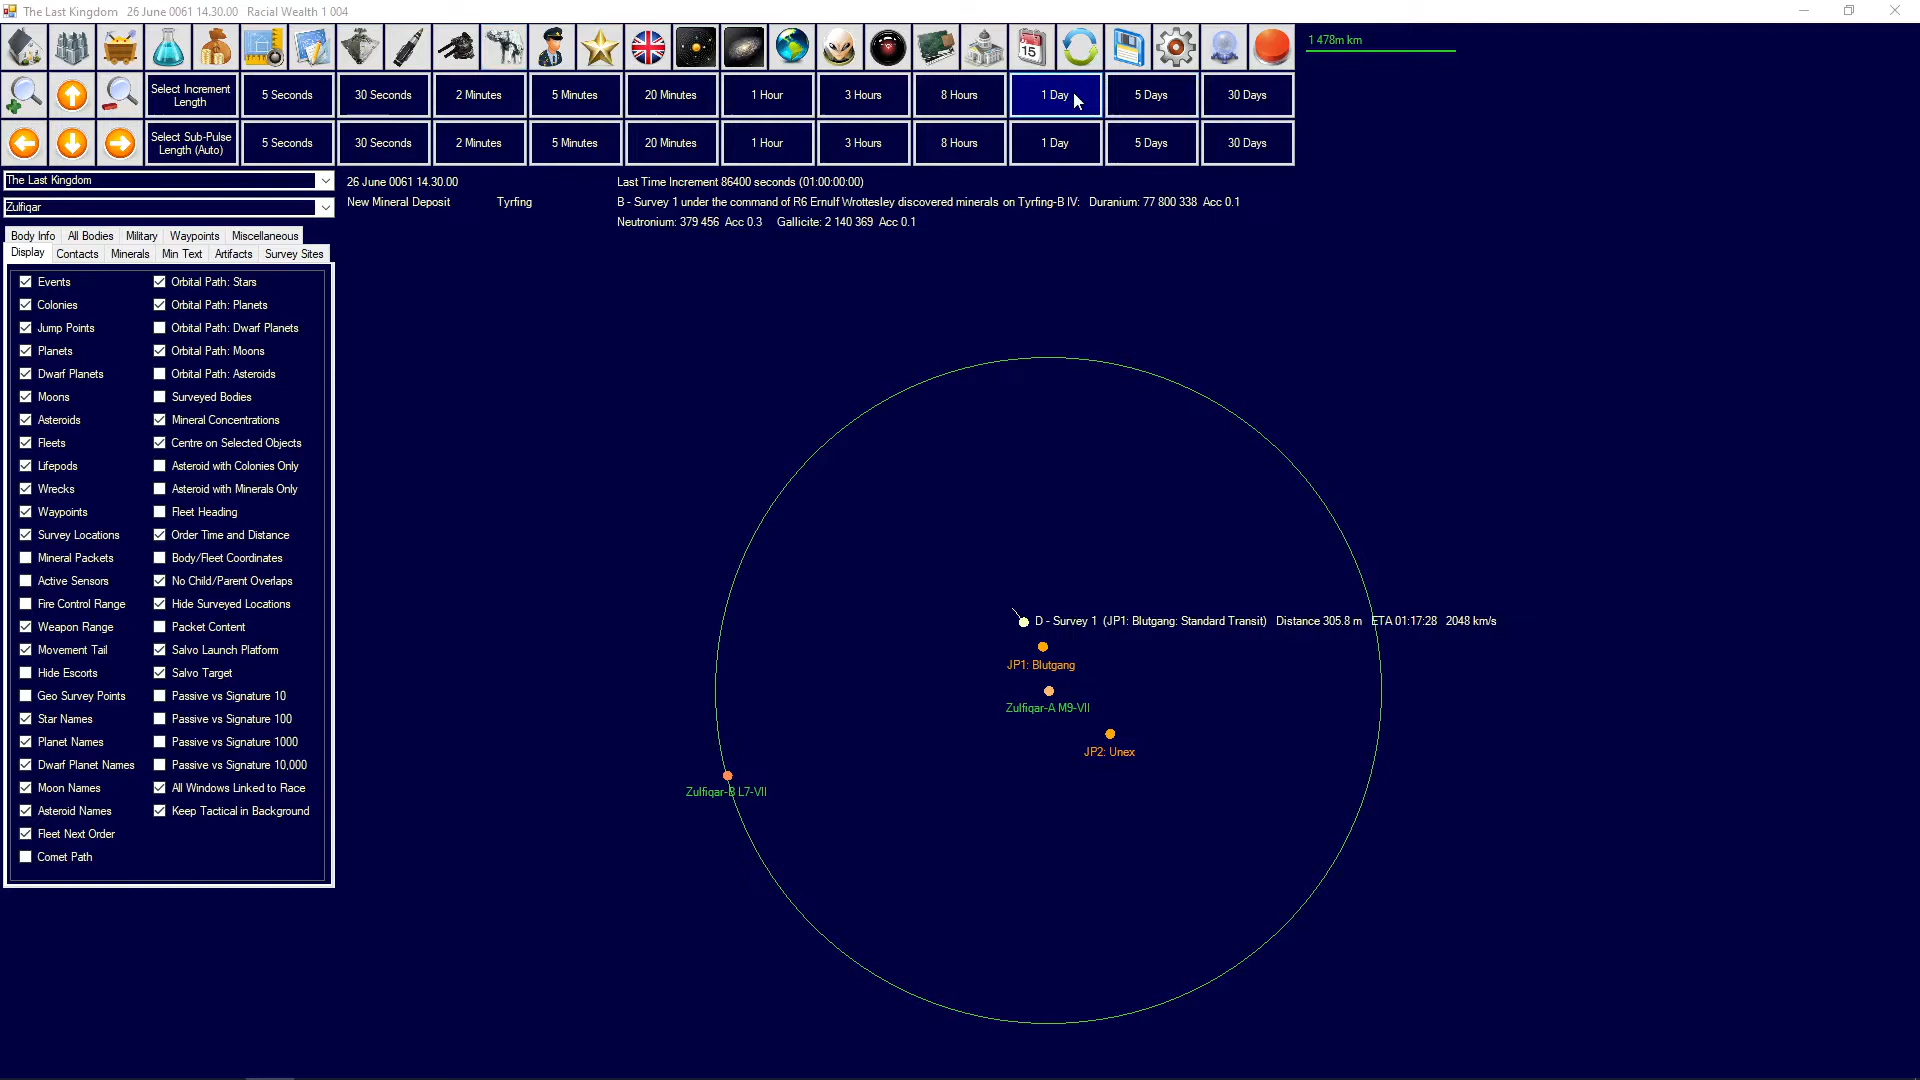 The Last Kingdom   26 June 0061 14.30.00   Racial Wealth 1 004
15
1 478m km
Select Increment Length
5 Seconds
30 Seconds
2 Minutes
5 Minutes
20 Minutes
1 Hour
3 Hours
8 Hours
1 Day
5 Days
30 Days
Select Sub-Pulse Length (Auto)
5 Seconds
30 Seconds
2 Minutes
5 Minutes
20 Minutes
1 Hour
3 Hours
8 Hours
1 Day
5 Days
30 Days
The Last Kingdom
Zulfiqar
26 June 0061 14.30.00   Last Time Increment 86400 seconds (01:00:00:00)
New Mineral Deposit   Tyrfing   B - Survey 1 under the command of R6 Ernulf Wrottesley discovered minerals on Tyrfing-B IV:   Duranium: 77 800 338  Acc 0.1
Neutronium: 379 456  Acc 0.3   Gallicite: 2 140 369  Acc 0.1
Body Info   All Bodies   Military   Waypoints   Miscellaneous
Display   Contacts   Minerals   Min Text   Artifacts   Survey Sites
Events   Orbital Path: Stars
Colonies   Orbital Path: Planets
Jump Points   Orbital Path: Dwarf Planets
Planets   Orbital Path: Moons
Dwarf Planets   Orbital Path: Asteroids
Moons   Surveyed Bodies
Asteroids   Mineral Concentrations
Fleets   Centre on Selected Objects
Lifepods   Asteroid with Colonies Only
Wrecks   Asteroid with Minerals Only
Waypoints   Fleet Heading
Survey Locations   Order Time and Distance
Mineral Packets   Body/Fleet Coordinates
Active Sensors   No Child/Parent Overlaps
Fire Control Range   Hide Surveyed Locations
Weapon Range   Packet Content
Movement Tail   Salvo Launch Platform
Hide Escorts   Salvo Target
Geo Survey Points   Passive vs Signature 10
Star Names   Passive vs Signature 100
Planet Names   Passive vs Signature 1000
Dwarf Planet Names   Passive vs Signature 10,000
Moon Names   All Windows Linked to Race
Asteroid Names   Keep Tactical in Background
Fleet Next Order
Comet Path
D - Survey 1  (JP1: Blutgang: Standard Transit)   Distance 305.8 m   ETA 01:17:28   2048 km/s
JP1: Blutgang
Zulfiqar-A M9-VII
JP2: Unex
Zulfiqar-B L7-VII